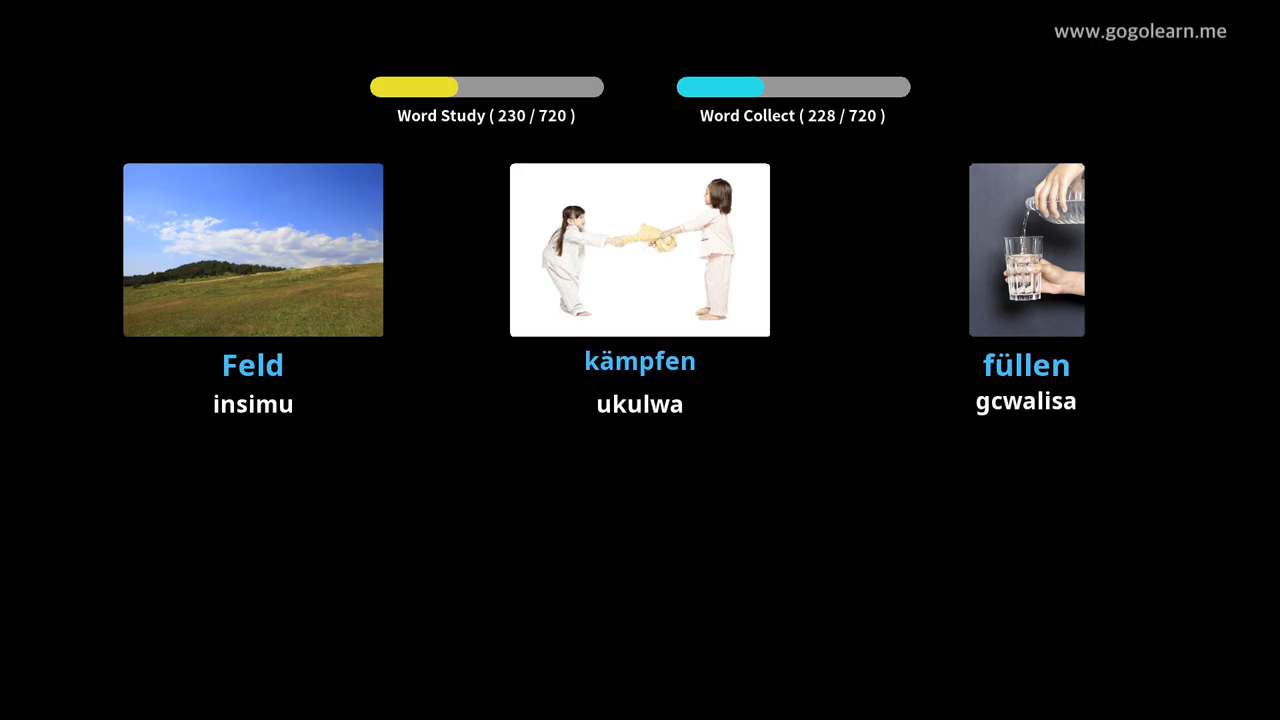 www.gogolearn.me
Word Study ( 230 / 720 )
Word Collect ( 228 / 720 )
Feld
kämpfen
füllen
insimu
ukulwa
gcwalisa